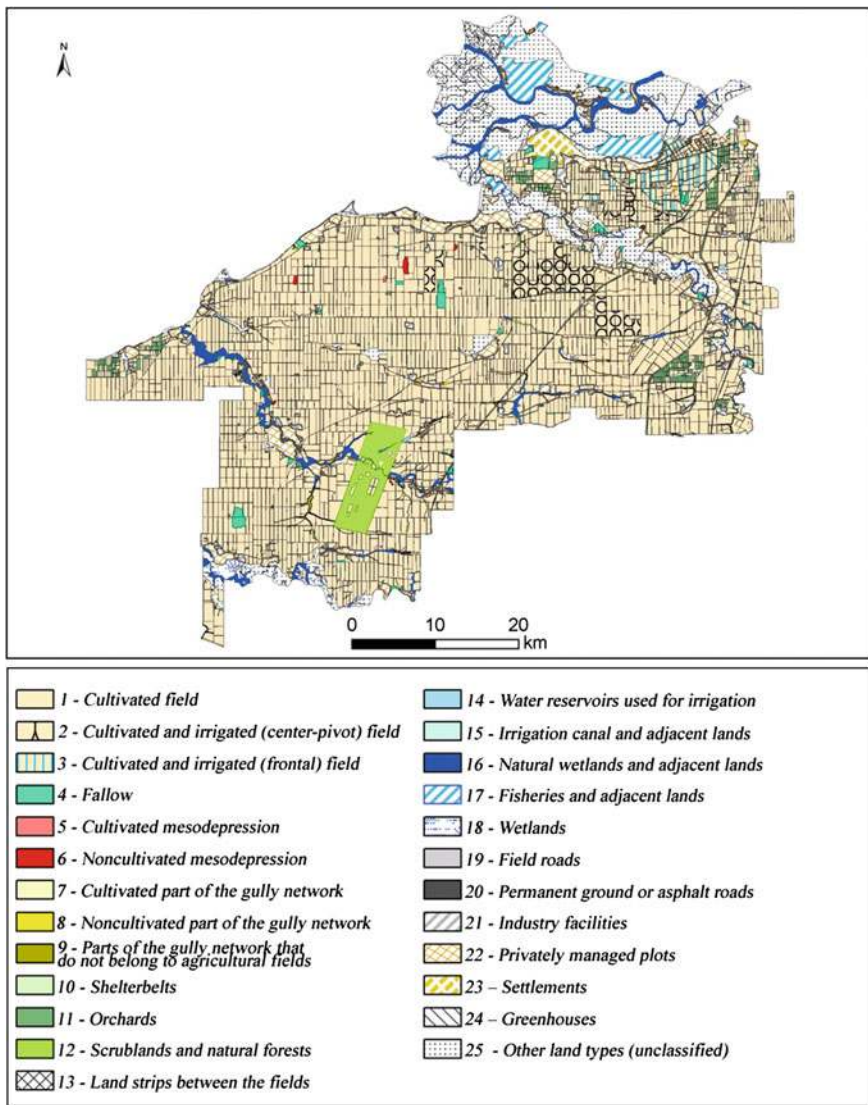 N
0 10 20
km
1 - Cultivated field
2 - Cultivated and irrigated (center-pivot) field
3 - Cultivated and irrigated (frontal) field
4 - Fallow
5 - Cultivated mesodepression
6 - Noncultivated mesodepression
7 - Cultivated part of the gully network
8 - Noncultivated part of the gully network
9 - Parts of the gully network that
do not belong to agricultural fields
10 - Shelterbelts
11 - Orchards
12 - Scrublands and natural forests
13 - Land strips between the fields
14 - Water reservoirs used for irrigation
15 - Irrigation canal and adjacent lands
16 - Natural wetlands and adjacent lands
17 - Fisheries and adjacent lands
18 - Wetlands
19 - Field roads
20 - Permanent ground or asphalt roads
21 - Industry facilities
22 - Privately managed plots
23 – Settlements
24 – Greenhouses
25 - Other land types (unclassified)